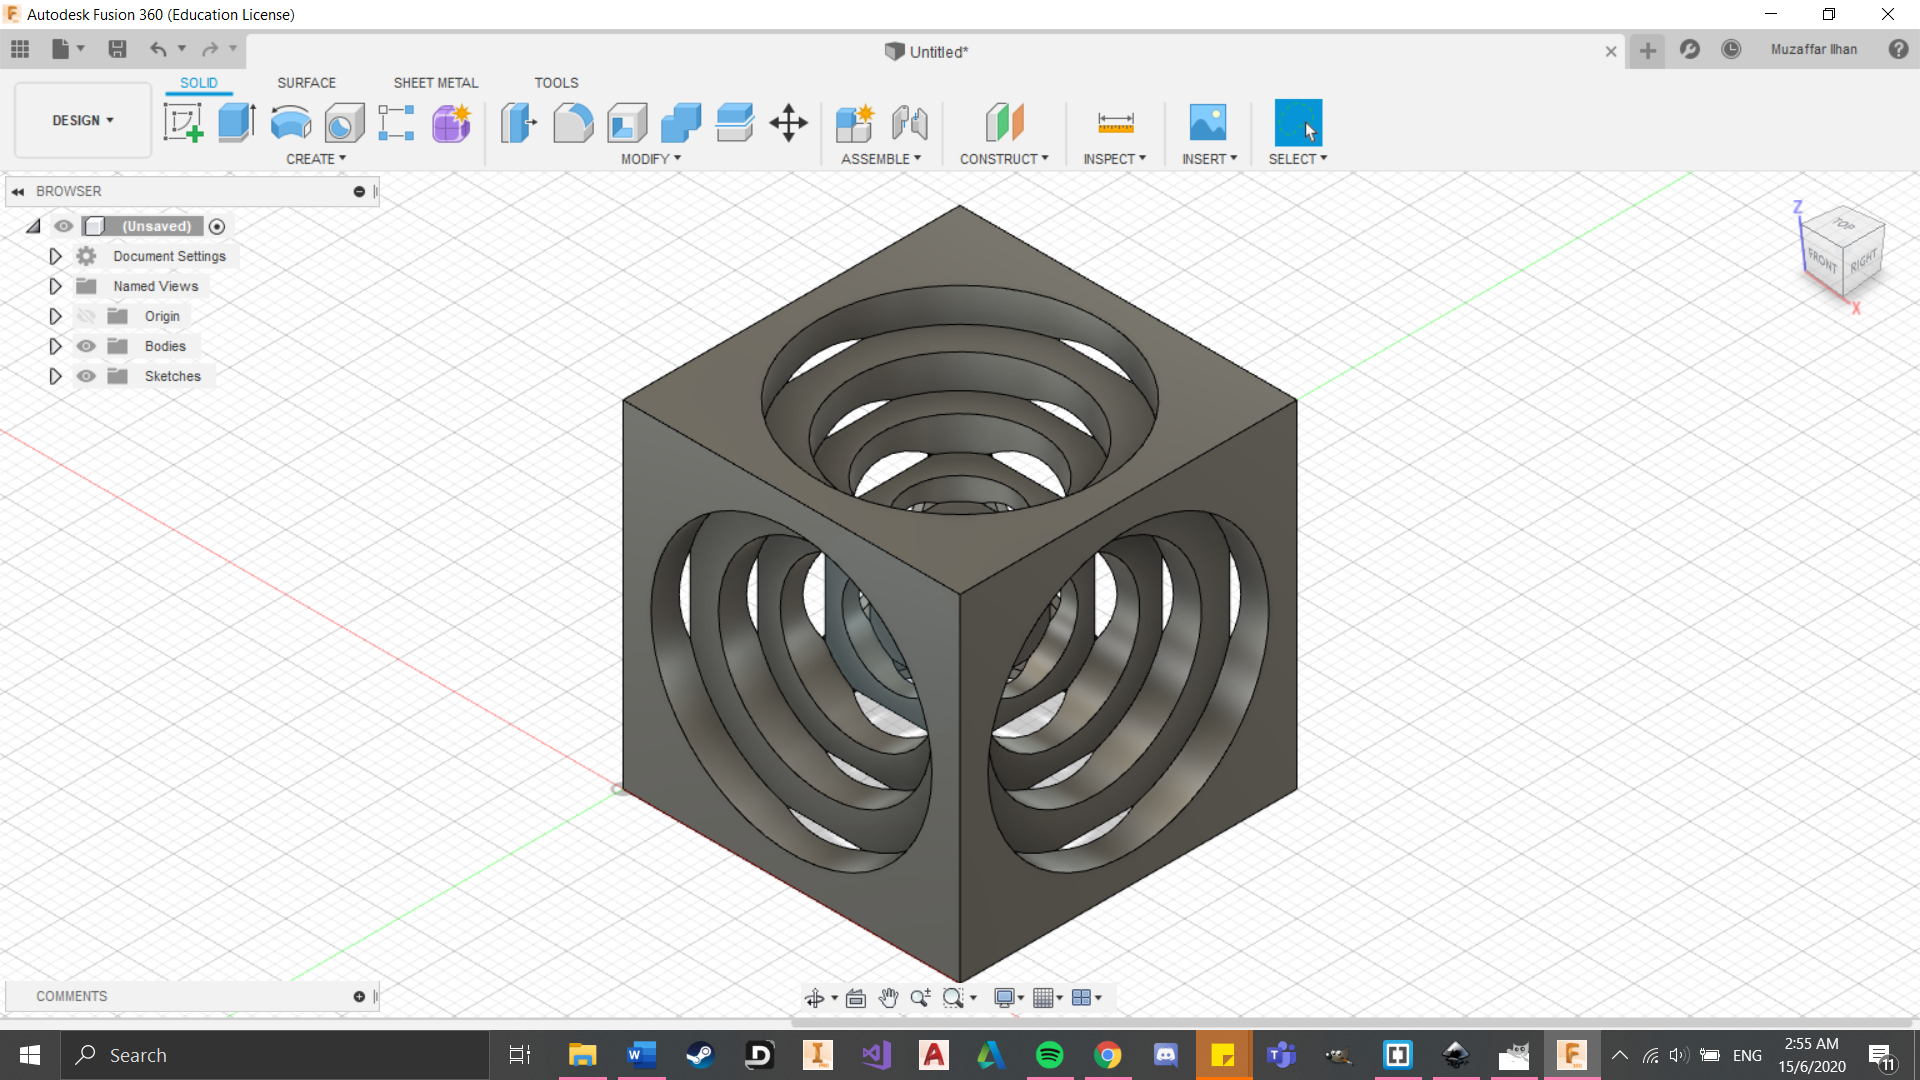 Autodesk Fusion 360 (Education License)
Untitled*
Muzaffar Ilhan
SOLID SURFACE SHEET METAL TOOLS
DESIGN
CREATE MODIFY ASSEMBLE CONSTRUCT INSPECT INSERT SELECT
BROWSER
(Unsaved)
Document Settings
Named Views
Origin
Bodies
Sketches
Z
TOP
FRONT RIGHT
X
COMMENTS
Search
ENG
2:55 AM
15/6/2020
11